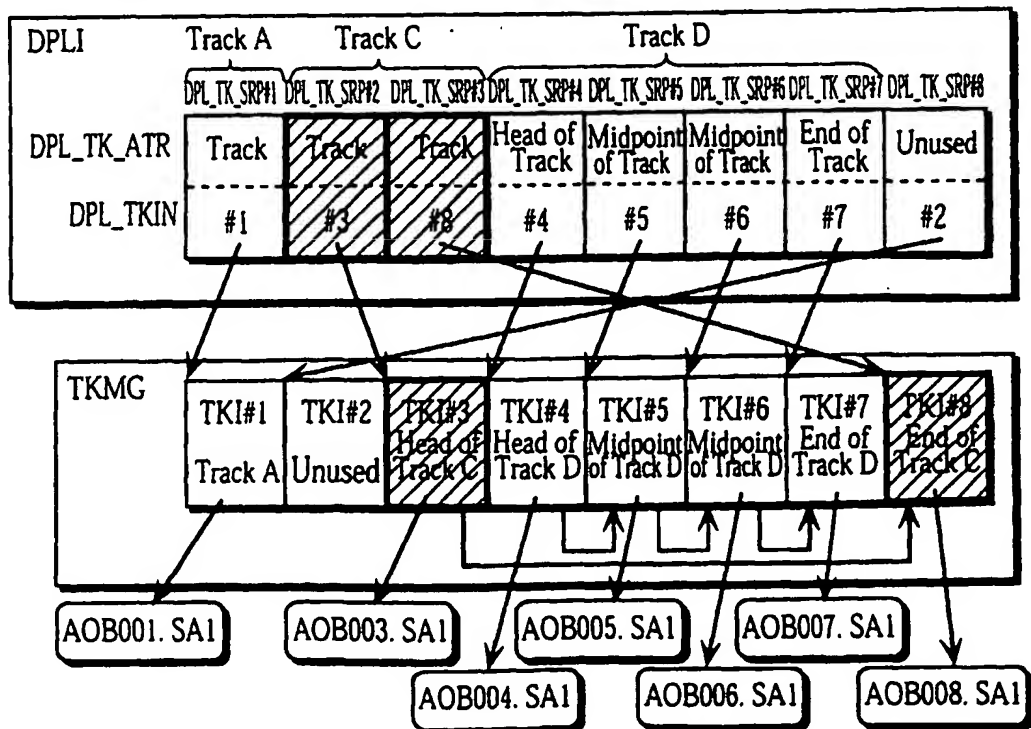 DPLI
Track A
Track C
Track D
DPL_TK_SRP#1 DPL_TK_SRP#2 DPL_TK_SRP#3 DPL_TK_SRP#4 DPL_TK_SRP#5 DPL_TK_SRP#6 DPL_TK_SRP#7 DPL_TK_SRP#8
DPL_TK_ATR
Track
Track
Track
Head of
Track
Midpoint
of Track
Midpoint
of Track
End of
Track
Unused
DPL_TKIN
#1
#3
#8
#4
#5
#6
#7
#2
TKMG
TKI#1
Track A
TKI#2
Unused
TKI#3
Head of
Track C
TKI#4
Head of
Track D
TKI#5
Midpoint
of Track D
TKI#6
Midpoint
of Track D
TKI#7
End of
Track D
TKI#8
End of
Track C
AOB001. SA1
AOB003. SA1
AOB005. SA1
AOB007. SA1
AOB004. SA1
AOB006. SA1
AOB008. SA1